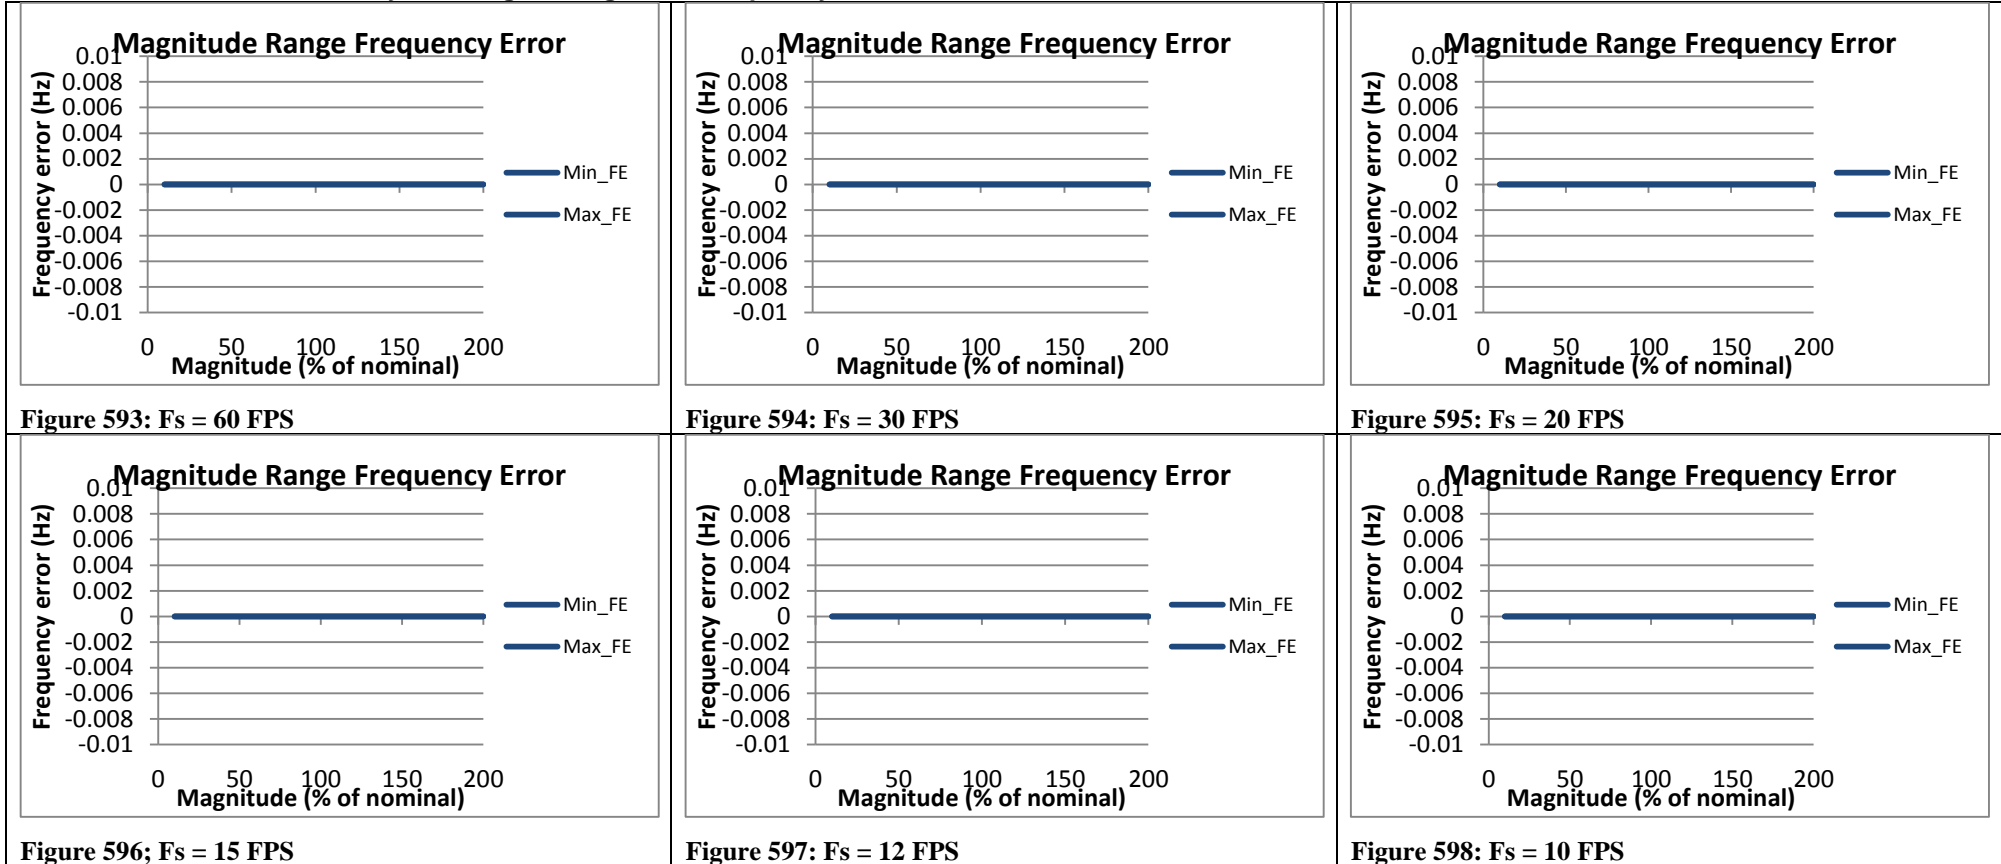 Magnitude Range Frequency Error
Frequency error (Hz)
0.01
0.008
0.006
0.004
0.002
0
-0.002
-0.004
-0.006
-0.008
-0.01
0 50 100 150 200
Magnitude (% of nominal)
Min_FE
Max_FE
Figure 593: Fs = 60 FPS
Magnitude Range Frequency Error
Frequency error (Hz)
0.01
0.008
0.006
0.004
0.002
0
-0.002
-0.004
-0.006
-0.008
-0.01
0 50 100 150 200
Magnitude (% of nominal)
Min_FE
Max_FE
Figure 594: Fs = 30 FPS
Magnitude Range Frequency Error
Frequency error (Hz)
0.01
0.008
0.006
0.004
0.002
0
-0.002
-0.004
-0.006
-0.008
-0.01
0 50 100 150 200
Magnitude (% of nominal)
Min_FE
Max_FE
Figure 595: Fs = 20 FPS
Magnitude Range Frequency Error
Frequency error (Hz)
0.01
0.008
0.006
0.004
0.002
0
-0.002
-0.004
-0.006
-0.008
-0.01
0 50 100 150 200
Magnitude (% of nominal)
Min_FE
Max_FE
Figure 596; Fs = 15 FPS
Magnitude Range Frequency Error
Frequency error (Hz)
0.01
0.008
0.006
0.004
0.002
0
-0.002
-0.004
-0.006
-0.008
-0.01
0 50 100 150 200
Magnitude (% of nominal)
Min_FE
Max_FE
Figure 597: Fs = 12 FPS
Magnitude Range Frequency Error
Frequency error (Hz)
0.01
0.008
0.006
0.004
0.002
0
-0.002
-0.004
-0.006
-0.008
-0.01
0 50 100 150 200
Magnitude (% of nominal)
Min_FE
Max_FE
Figure 598: Fs = 10 FPS